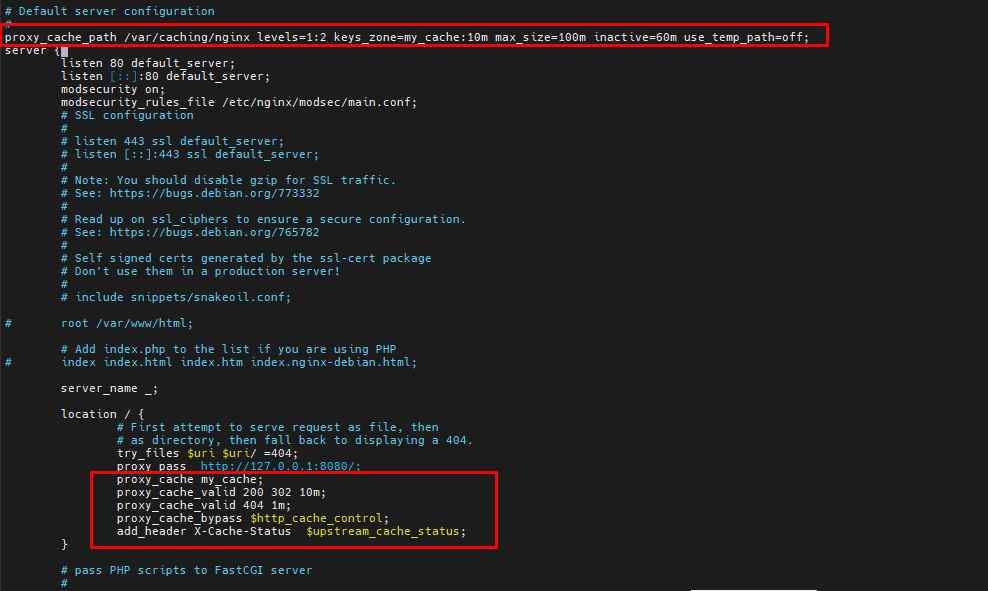 # Default server configuration
#
proxy_cache_path /var/caching/nginx levels=1:2 keys_zone=my_cache:10m max_size=100m inactive=60m use_temp_path=off;
server {
listen 80 default_server;
listen [::]:80 default_server;
modsecurity on;
modsecurity_rules_file /etc/nginx/modsec/main.conf;
# SSL configuration
#
# listen 443 ssl default_server;
# listen [::]:443 ssl default_server;
#
# Note: You should disable gzip for SSL traffic.
# See: https://bugs.debian.org/773332
#
# Read up on ssl_ciphers to ensure a secure configuration.
# See: https://bugs.debian.org/765782
#
# Self signed certs generated by the ssl-cert package
# Don't use them in a production server!
#
# include snippets/snakeoil.conf;
# root /var/www/html;
# Add index.php to the list if you are using PHP
# index index.html index.htm index.nginx-debian.html;
server_name _;
location / {
# First attempt to serve request as file, then
# as directory, then fall back to displaying a 404.
try_files $uri $uri/ =404;
proxy_pass  http://127.0.0.1:8080/;
proxy_cache my_cache;
proxy_cache_valid 200 302 10m;
proxy_cache_valid 404 1m;
proxy_cache_bypass $http_cache_control;
add_header X-Cache-Status  $upstream_cache_status;
}
# pass PHP scripts to FastCGI server
#